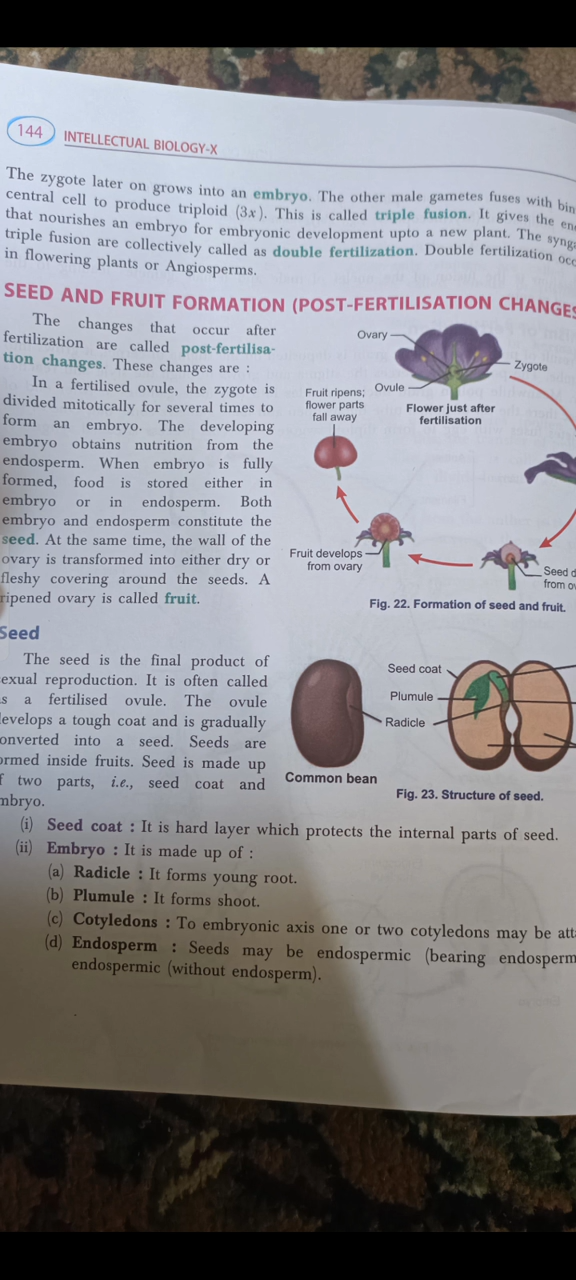 144 INTELLECTUAL BIOLOGY-X
The zygote later on grows into an embryo. The other male gametes fuses with
central cell to produce triploid (3x). This is called triple fusion. It gives the
that nourishes an embryo for embryonic development upto a new plant. The
triple fusion are collectively called as double fertilization. Double fertilization
in flowering plants or Angiosperms.
SEED AND FRUIT FORMATION (POST-FERTILISATION CHANGES
The changes that occur after
fertilization are called post-fertilisa-
tion changes. These changes are :
In a fertilised ovule, the zygote is
divided mitotically for several times to
form an embryo. The developing
embryo obtains nutrition from the
endosperm. When embryo is fully
formed, food is stored either in
embryo or in endosperm. Both
embryo and endosperm constitute the
seed. At the same time, the wall of the
ovary is transformed into either dry or
fleshy covering around the seeds. A
ripened ovary is called fruit.
Ovary
Zygote
Ovule
Flower just after
fertilisation
Fruit ripens;
flower parts
fall away
Fruit develops
from ovary
Seed
from
Fig. 22. Formation of seed and fruit.
Seed
The seed is the final product of
exual reproduction. It is often called
s a fertilised ovule. The ovule
evelops a tough coat and is gradually
onverted into a seed. Seeds are
ormed inside fruits. Seed is made up
f two parts, i.e., seed coat and
mbryo.
Seed coat
Plumule
Radicle
Common bean
Fig. 23. Structure of seed.
(i) Seed coat : It is hard layer which protects the internal parts of seed.
(ii) Embryo : It is made up of :
(a) Radicle : It forms young root.
(b) Plumule : It forms shoot.
(c) Cotyledons : To embryonic axis one or two cotyledons may be
(d) Endosperm : Seeds may be endospermic (bearing endosperm
endospermic (without endosperm).